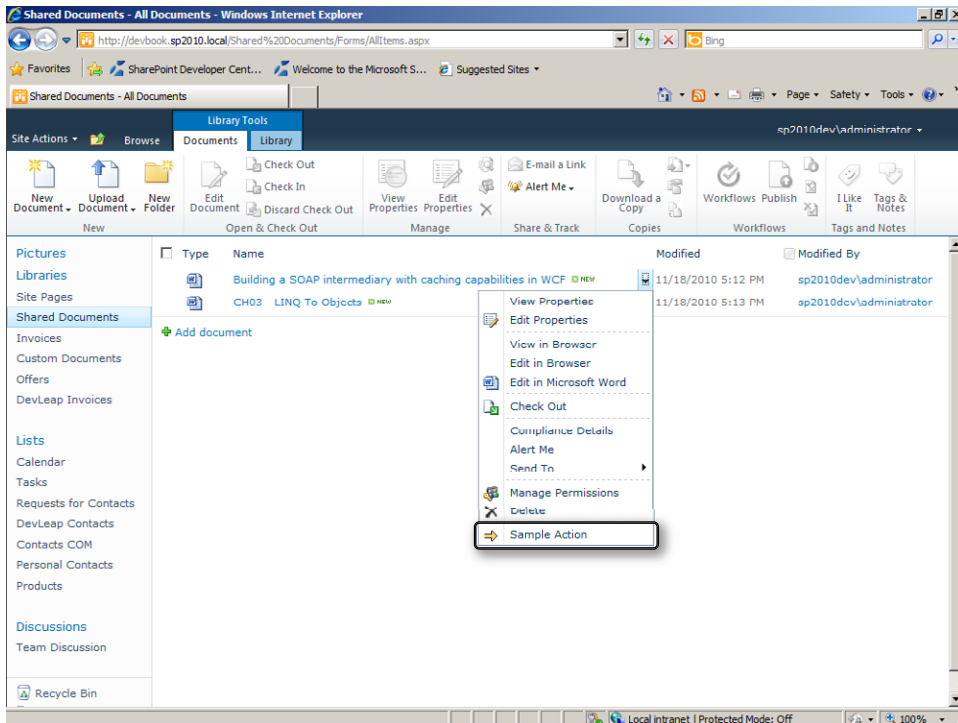 Shared Documents - All Documents - Windows Internet Explorer
http://devbook.sp2010.local/Shared%20Documents/Forms/AllItems.aspx
Bing
Favorites SharePoint Developer Cent... Welcome to the Microsoft S... Suggested Sites
Shared Documents - All Documents
Page Safety Tools
Library Tools
sp2010dev\administrator
Site Actions Browse Documents Library
New Document
Upload Document
New Folder
New
Edit Document
Check Out
Check In
Discard Check Out
Open & Check Out
View Properties
Edit Properties
Manage
E-mail a Link
Alert Me
Share & Track
Download a Copy
Copies
Workflows
Publish
Workflows
I Like It
Tags & Notes
Tags and Notes
Pictures
Libraries
Site Pages
Shared Documents
Invoices
Custom Documents
Offers
DevLeap Invoices
Lists
Calendar
Tasks
Requests for Contacts
DevLeap Contacts
Contacts COM
Personal Contacts
Products
Discussions
Team Discussion
Recycle Bin
Type Name Modified Modified By
Building a SOAP intermediary with caching capabilities in WCF NEW 11/18/2010 5:12 PM sp2010dev\administrator
CH03 LINQ To Objects NEW 11/18/2010 5:13 PM sp2010dev\administrator
Add document
View Properties
Edit Properties
View in Browser
Edit in Browser
Edit in Microsoft Word
Check Out
Compliance Details
Alert Me
Send To
Manage Permissions
Delete
Sample Action
Local intranet | Protected Mode: Off 100%